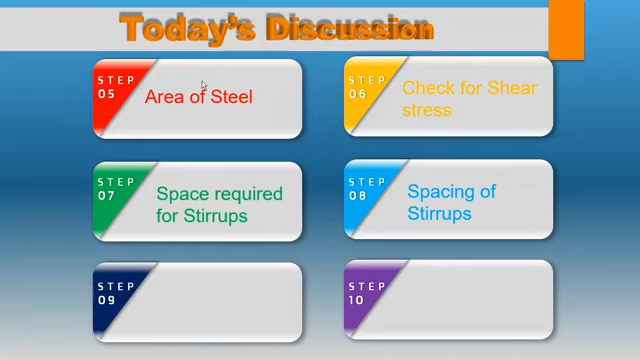 Today's Discussion
STEP
05
Area of Steel
STEP
06
Check for Shear
stress
STEP
07
Space required
for Stirrups
STEP
08
Spacing of
Stirrups
STEP
09
STEP
10